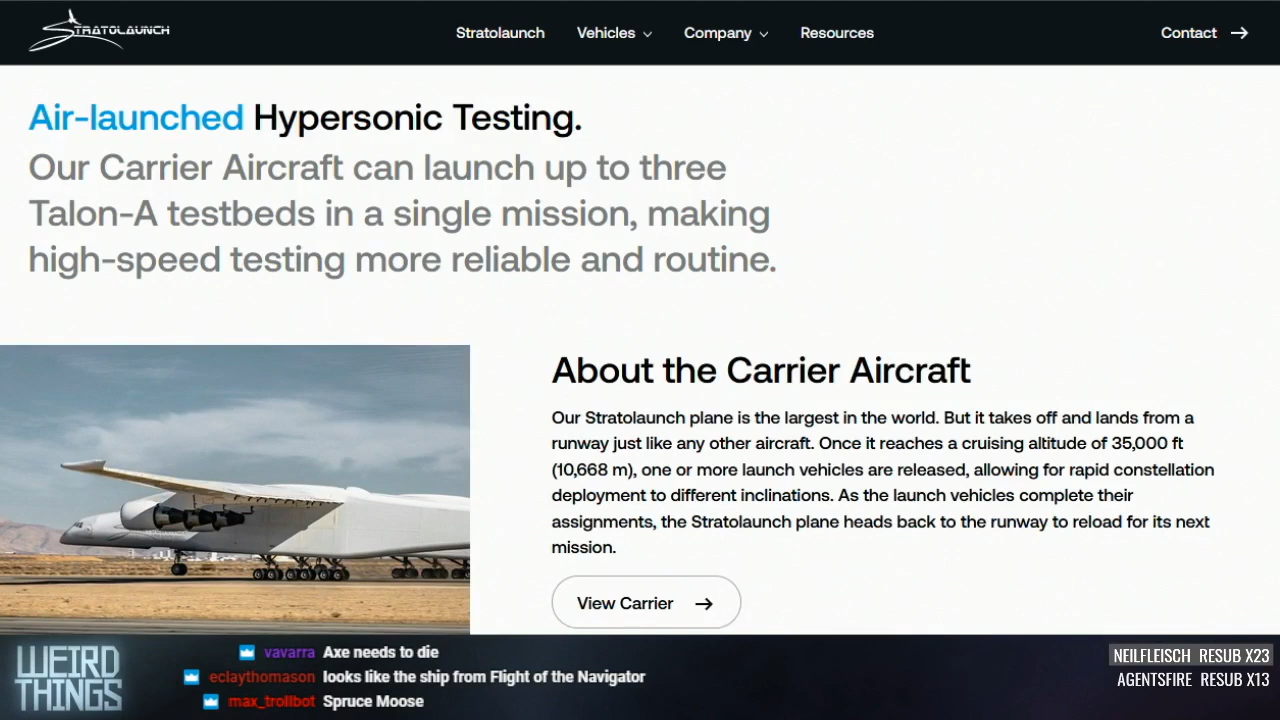 STRATOLAUNCH
Stratolaunch Vehicles Company Resources Contact
Air-launched Hypersonic Testing.
Our Carrier Aircraft can launch up to three
Talon-A testbeds in a single mission, making
high-speed testing more reliable and routine.
About the Carrier Aircraft
Our Stratolaunch plane is the largest in the world. But it takes off and lands from a
runway just like any other aircraft. Once it reaches a cruising altitude of 35,000 ft
(10,668 m), one or more launch vehicles are released, allowing for rapid constellation
deployment to different inclinations. As the launch vehicles complete their
assignments, the Stratolaunch plane heads back to the runway to reload for its next
mission.
View Carrier
WEIRD
THINGS
vavarra Axe needs to die
eclaythomason looks like the ship from Flight of the Navigator
max_trollbot Spruce Moose
NEILFLEISCH RESUB X23
AGENTSFIRE RESUB X13